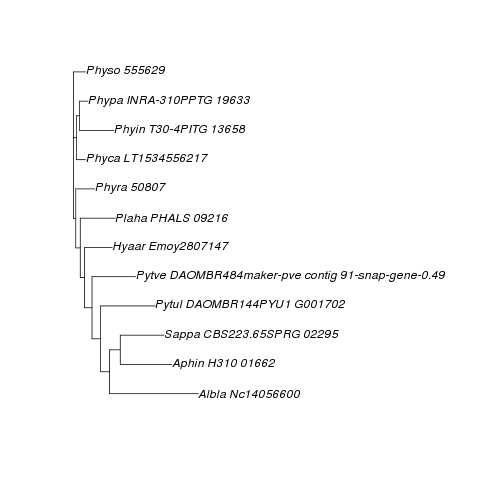 Physo 555629
Phypa INRA-310PPTG 19633
Phyin T30-4PITG 13658
Phyca LT1534556217
Phyra 50807
Plaha PHALS 09216
Hyaar Emoy2807147
Pytve DAOMBR484maker-pve contig 91-snap-gene-0.49
Pytul DAOMBR144PYU1 G001702
Sappa CBS223.65SPRG 02295
Aphin H310 01662
Albla Nc14056600